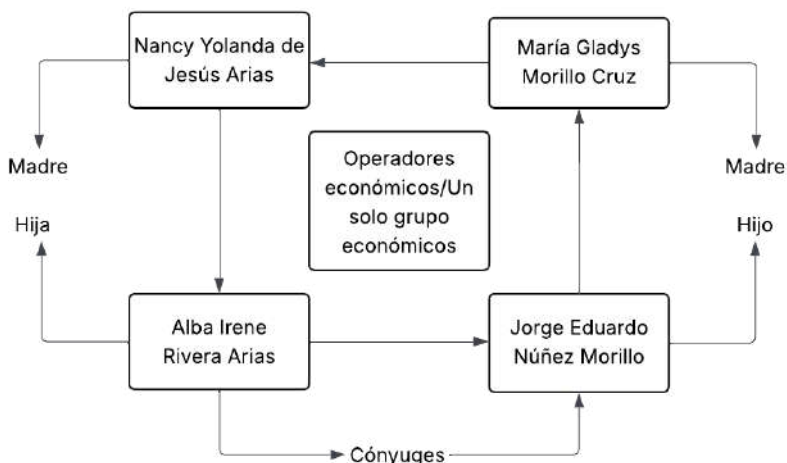 Nancy Yolanda de
Jesús Arias
María Gladys
Morillo Cruz
Madre
Operadores
económicos/Un
solo grupo
económicos
Madre
Hija
Hijo
Alba Irene
Rivera Arias
Jorge Eduardo
Núñez Morillo
Cónyuges